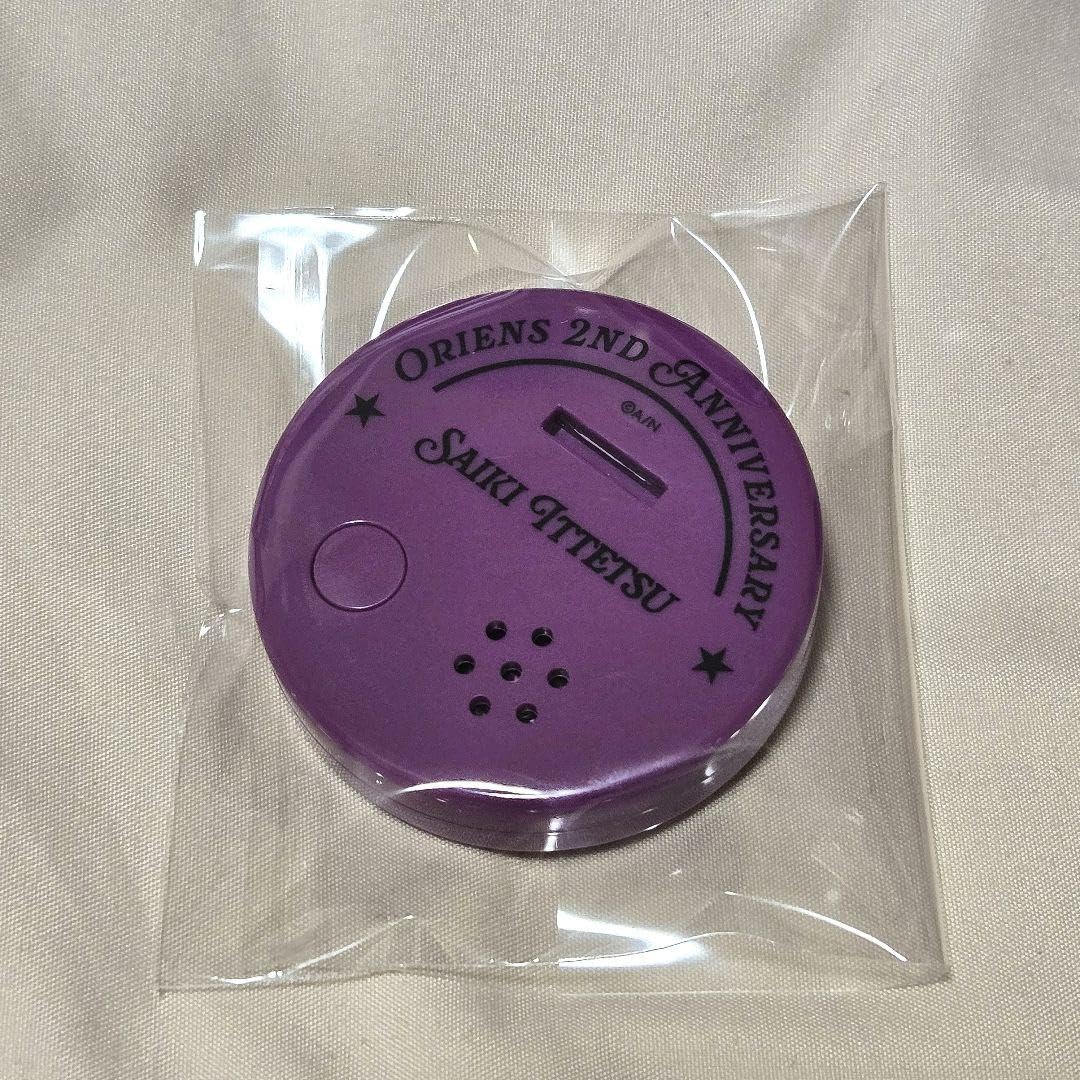 ORIENS 2ND ANNIVERSARY
©A/N
SAIKI ITTETSU